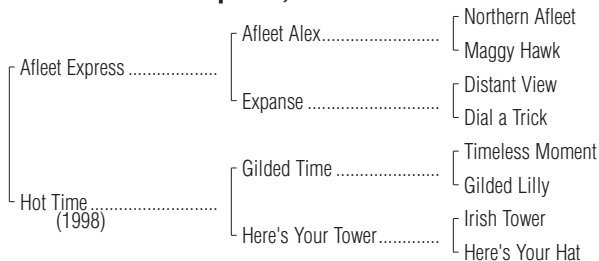 Northern Afleet
Afleet Alex
Maggy Hawk
Afleet Express
Distant View
Expanse
Dial a Trick
Timeless Moment
Gilded Time
Gilded Lilly
Hot Time
(1998)
Irish Tower
Here's Your Tower
Here's Your Hat